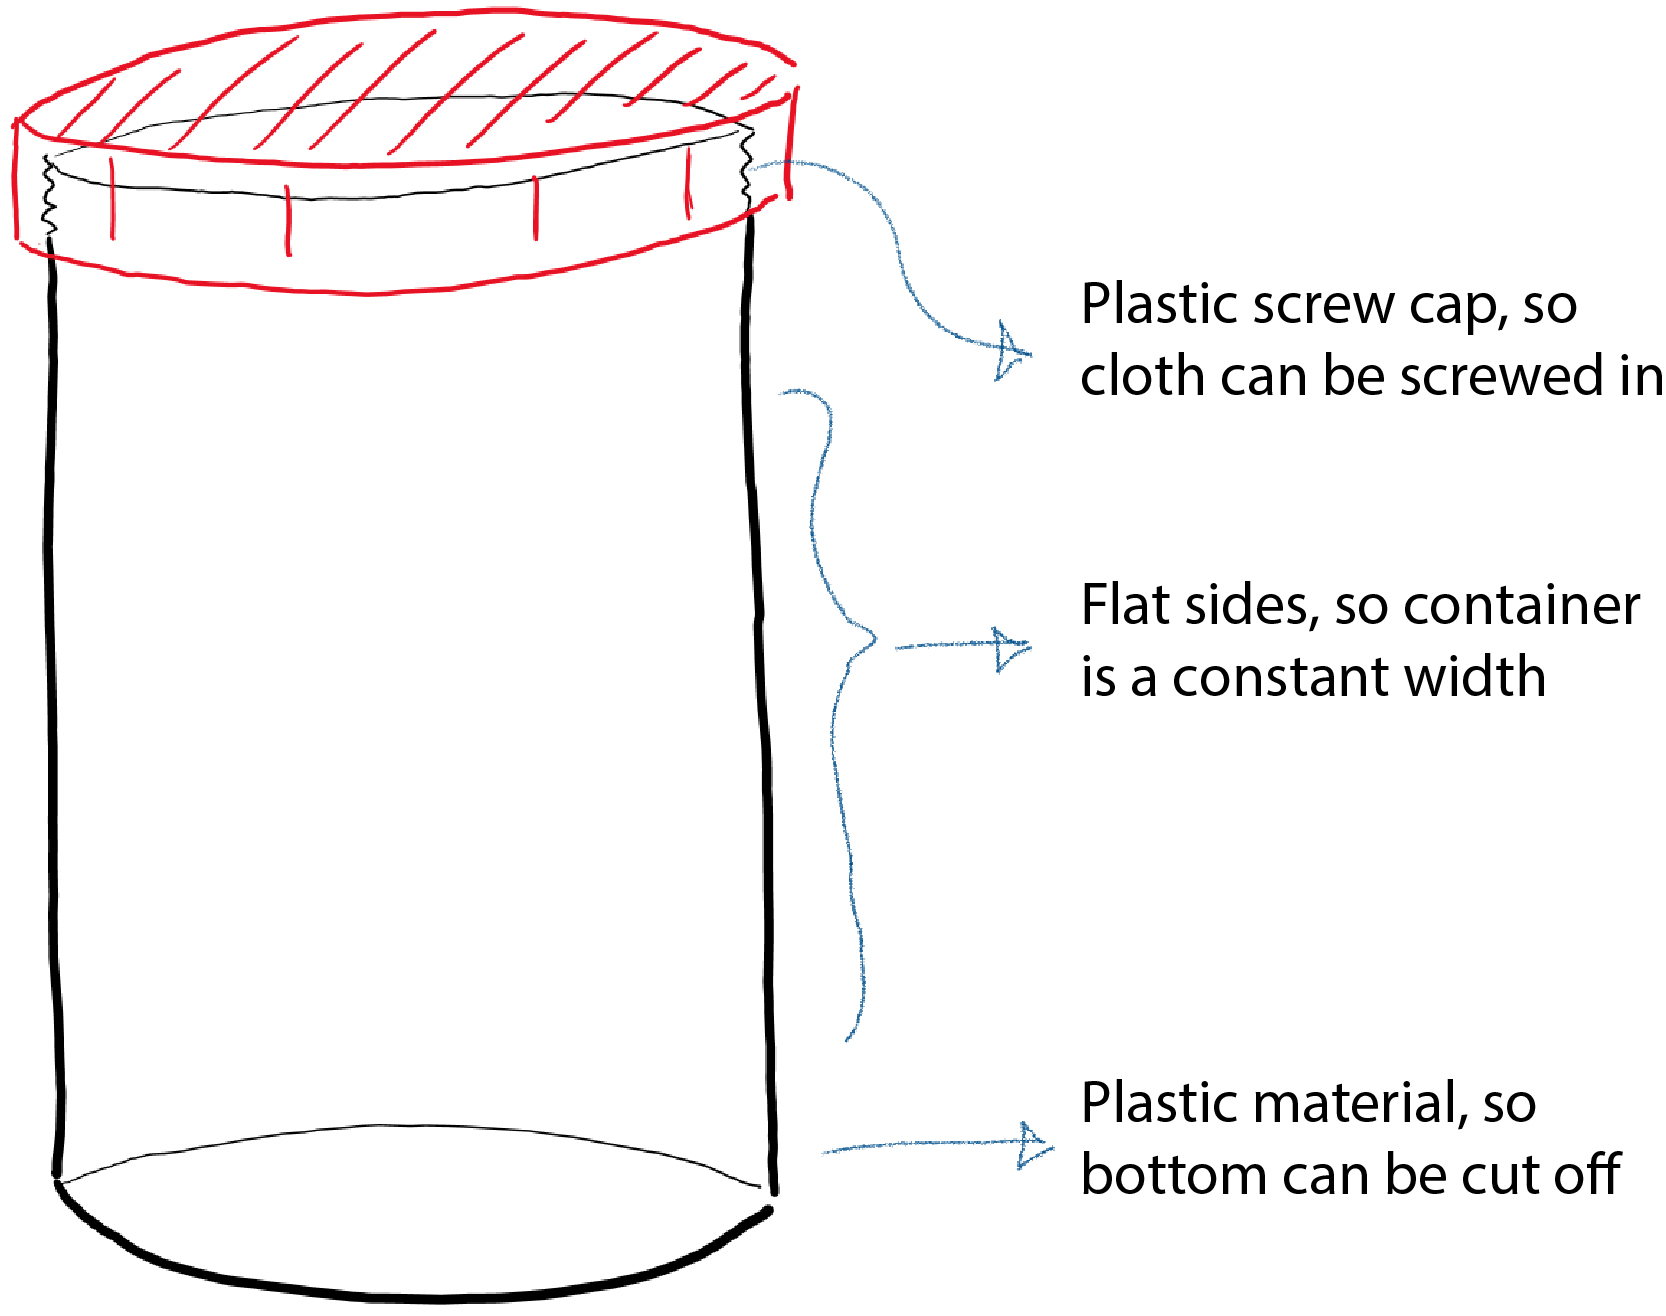 Plastic screw cap, so
cloth can be screwed in
Flat sides, so container
is a constant width
Plastic material, so
bottom can be cut off